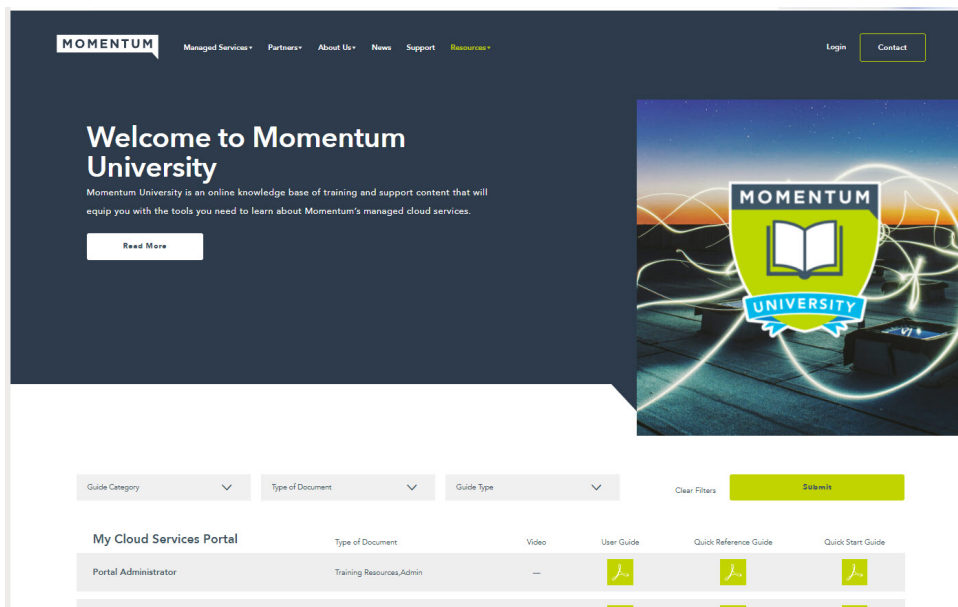 MOMENTUM
Managed Services Partners About Us News Support Resources Login Contact
Welcome to Momentum
University
Momentum University is an online knowledge base of training and support content that will
equip you with the tools you need to learn about Momentum's managed cloud services.
Read More
MOMENTUM
UNIVERSITY
Guide Category Type of Document Guide Type Clear Filters Submit
My Cloud Services Portal Type of Document Video User Guide Quick Reference Guide Quick Start Guide
Portal Administrator Training Resources,Admin —